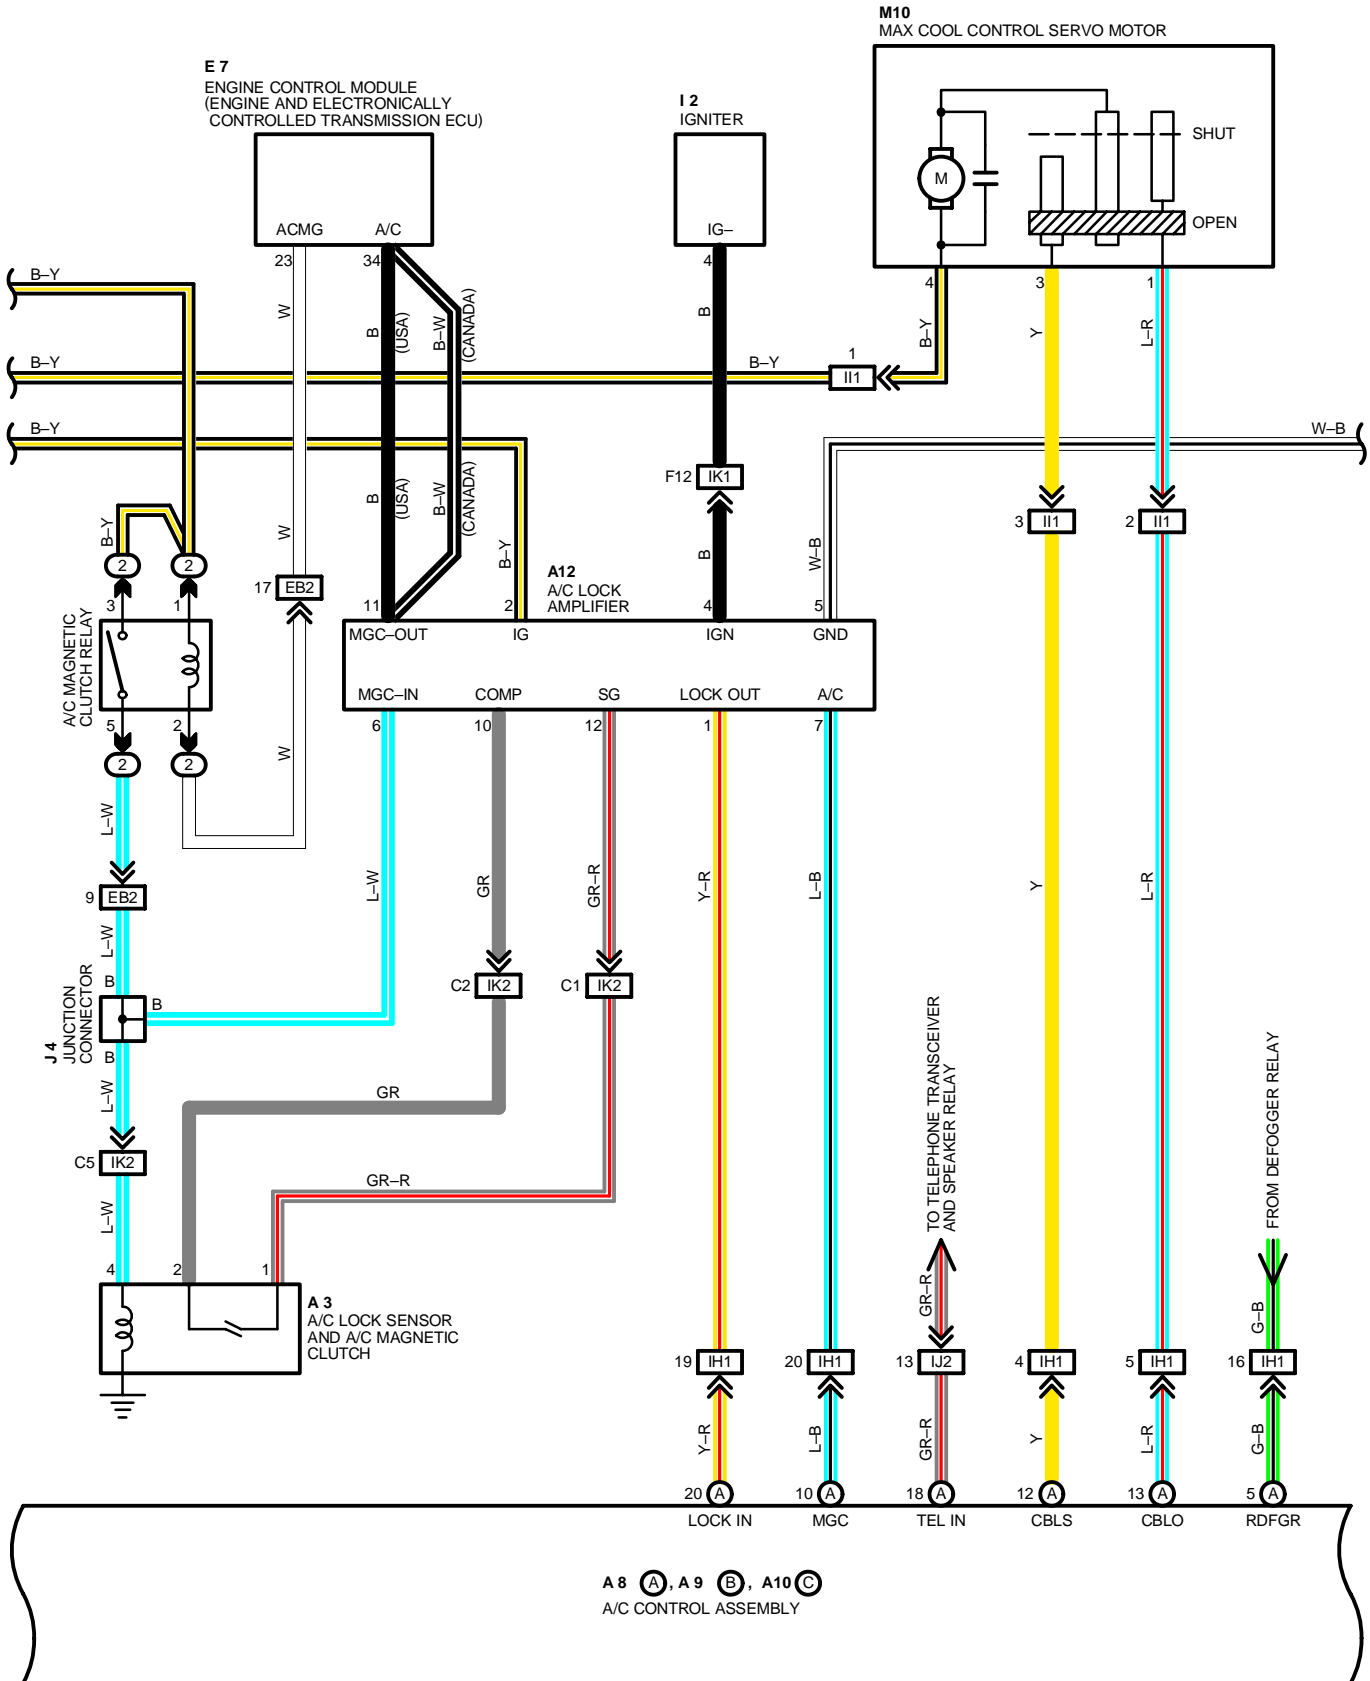 M10
MAX COOL CONTROL SERVO MOTOR
E 7
ENGINE CONTROL MODULE
(ENGINE AND ELECTRONICALLY
CONTROLLED TRANSMISSION ECU)
I 2
IGNITER
SHUT
M
OPEN
ACMG
A/C
IG–
23
34
4
4
3
1
B–Y
W
B
(USA)
B–W
(CANADA)
B
B–Y
Y
L–R
B–Y
B–Y
1
II1
B–Y
W–B
B
(USA)
B–W
(CANADA)
F12
IK1
3
II1
2
II1
B–Y
W
B–Y
B
W–B
2
2
17
EB2
A12
A/C LOCK
AMPLIFIER
3
1
11
2
4
5
A/C MAGNETIC
CLUTCH RELAY
MGC–OUT
IG
IGN
GND
MGC–IN
COMP
SG
LOCK OUT
A/C
5
2
6
10
12
1
7
2
2
W
L–W
L–W
GR
GR–R
Y–R
L–B
Y
L–R
9
EB2
L–W
B
B
J 4
JUNCTION
CONNECTOR
B
C2
IK2
C1
IK2
L–W
GR
TO TELEPHONE TRANSCEIVER
AND SPEAKER RELAY
FROM DEFOGGER RELAY
C5
IK2
GR–R
L–W
4
2
1
A 3
A/C LOCK SENSOR
AND A/C MAGNETIC
CLUTCH
GR–R
G–B
19
IH1
20
IH1
13
IJ2
4
IH1
5
IH1
16
IH1
Y–R
L–B
GR–R
Y
L–R
G–B
20
A
10
A
18
A
12
A
13
A
5
A
LOCK IN
MGC
TEL IN
CBLS
CBLO
RDFGR
A 8 A , A 9 B , A10 C
A/C CONTROL ASSEMBLY